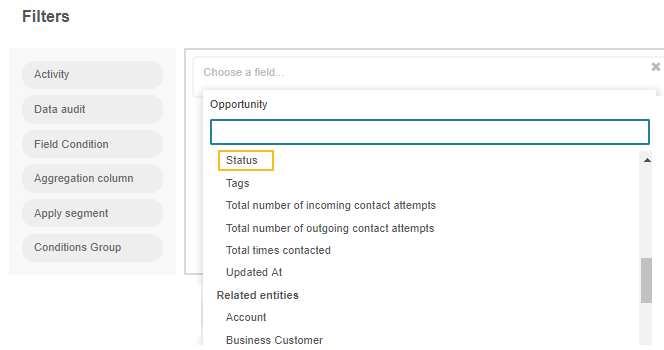 Filters
Activity
Data audit
Field Condition
Aggregation column
Apply segment
Conditions Group
Choose a field...
Opportunity
Status
Tags
Total number of incoming contact attempts
Total number of outgoing contact attempts
Total times contacted
Updated At
Related entities
Account
Business Customer